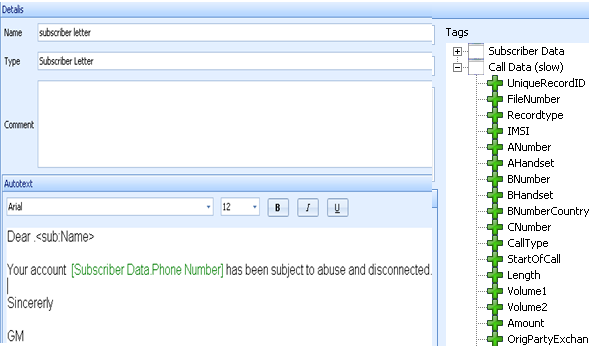 Details
Name subscriber letter
Type Subscriber Letter
Comment
Autotext
Arial 12 B I U
Dear .<sub:Name>
Your account [Subscriber Data.Phone Number] has been subject to abuse and disconnected.
Sincererly
GM
Tags
Subscriber Data
Call Data (slow)
UniqueRecordID
FileNumber
Recordtype
IMSI
ANumber
AHandset
BNumber
BHandset
BNumberCountry
CNumber
CallType
StartOfCall
Length
Volume1
Volume2
Amount
OrigPartyExchan